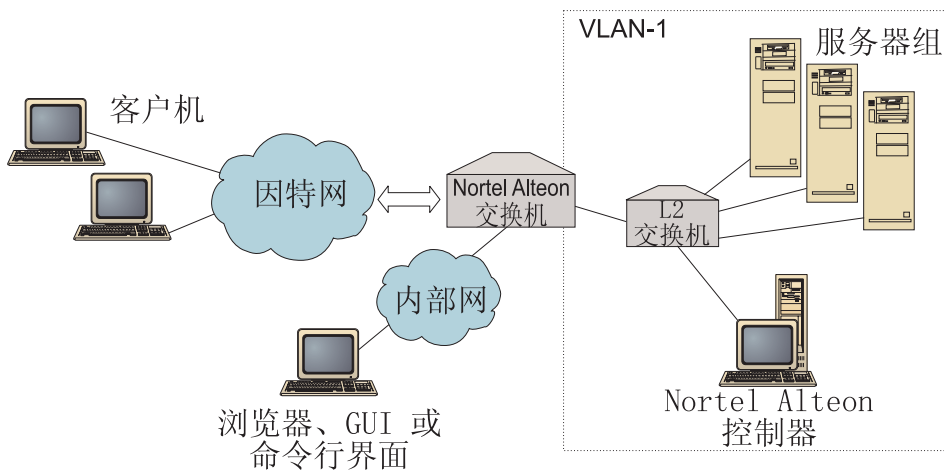 VLAN-1
服务器组
客户机
因特网
Nortel Alteon
交换机
L2
交换机
内部网
浏览器、GUI 或
命令行界面
Nortel Alteon
控制器